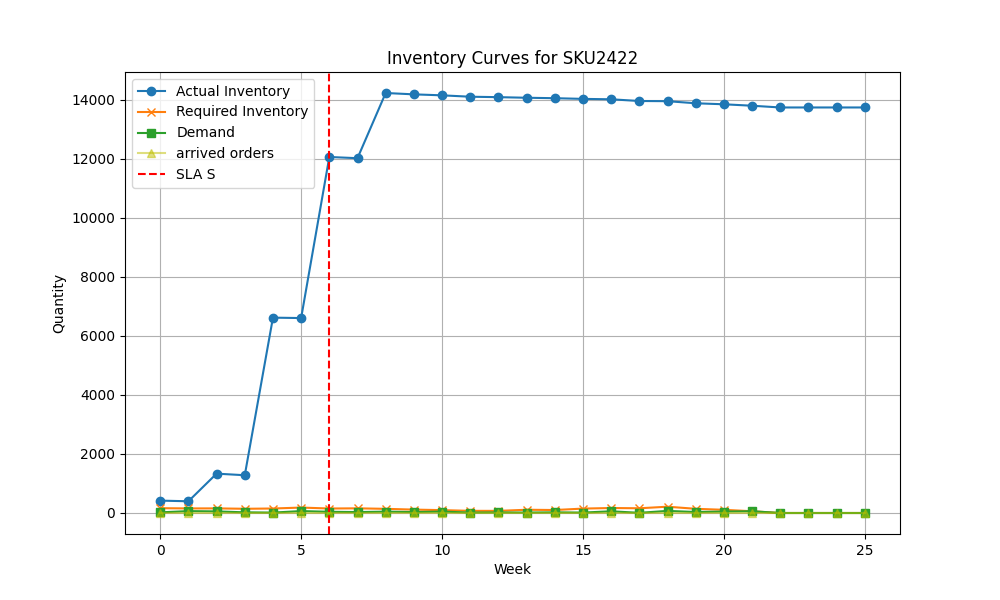 Inventory Curves for SKU2422
Actual Inventory
Required Inventory
Demand
arrived orders
SLA S
14000
12000
10000
8000
6000
4000
2000
0
Quantity
0 5 10 15 20 25
Week